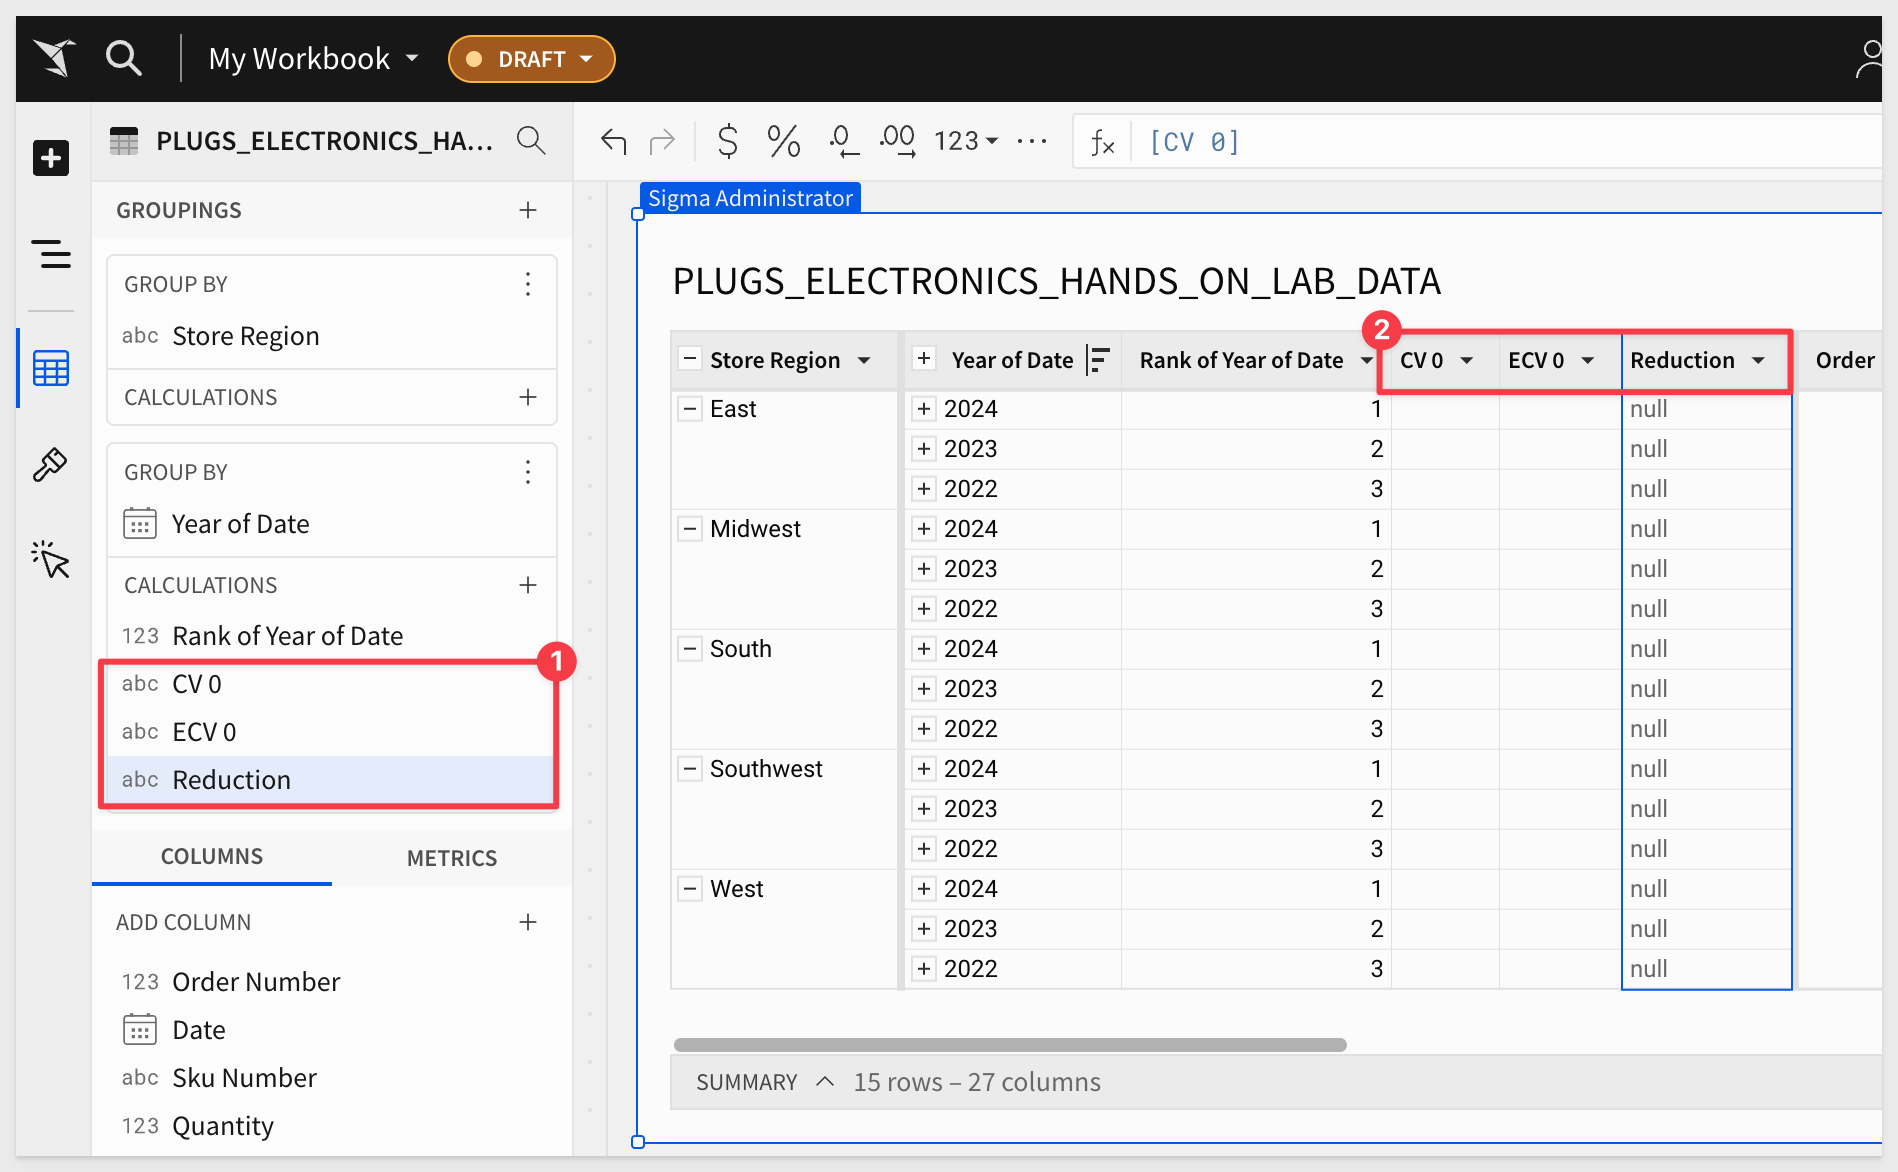 My Workbook
DRAFT
PLUGS_ELECTRONICS_HA...
$ % .0 .00 123 ...
fx [CV 0]
GROUPINGS
GROUP BY
abc Store Region
CALCULATIONS
GROUP BY
Year of Date
CALCULATIONS
123 Rank of Year of Date
1
abc CV 0
abc ECV 0
abc Reduction
COLUMNS METRICS
ADD COLUMN
123 Order Number
Date
abc Sku Number
123 Quantity
Sigma Administrator
PLUGS_ELECTRONICS_HANDS_ON_LAB_DATA
2
Store Region Year of Date Rank of Year of Date CV 0 ECV 0 Reduction Order
East 2024 1 null
2023 2 null
2022 3 null
Midwest 2024 1 null
2023 2 null
2022 3 null
South 2024 1 null
2023 2 null
2022 3 null
Southwest 2024 1 null
2023 2 null
2022 3 null
West 2024 1 null
2023 2 null
2022 3 null
SUMMARY 15 rows – 27 columns